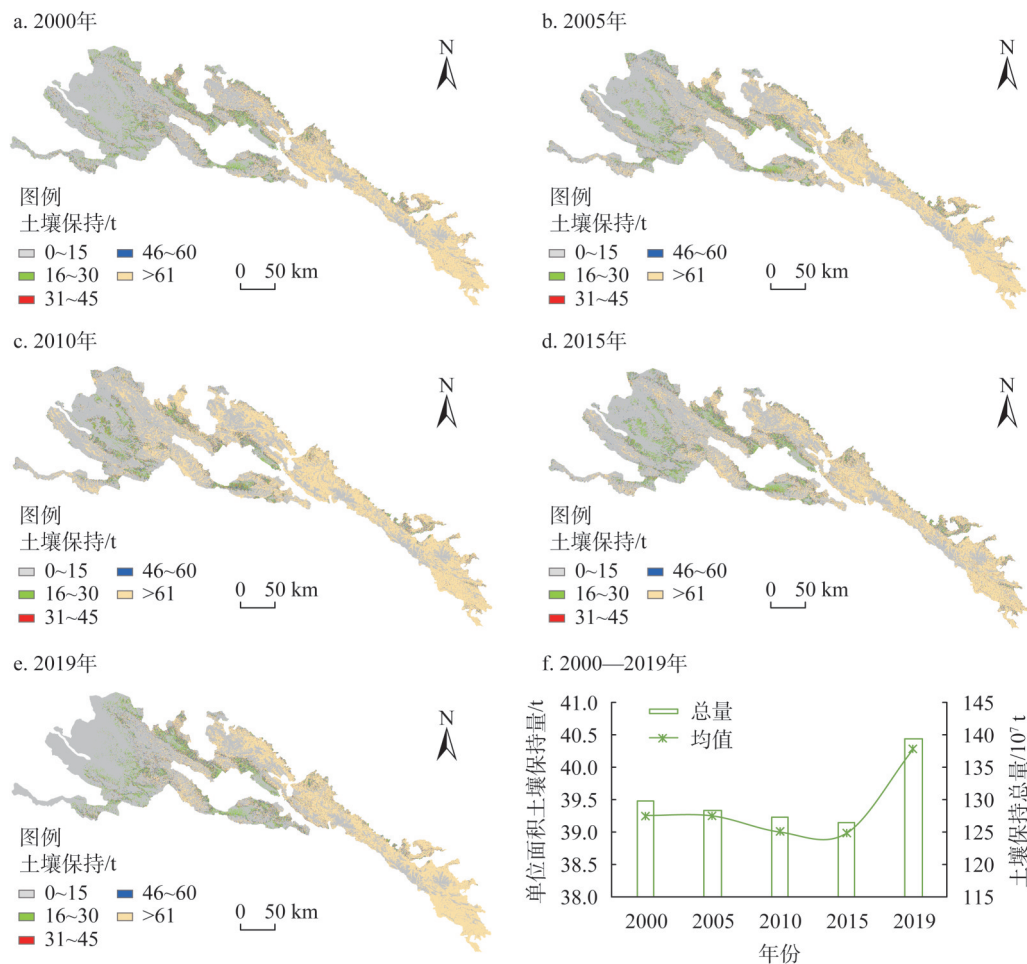 a. 2000年
N
图例
土壤保持/t
0~15
46~60
16~30
>61
31~45
0 50 km
b. 2005年
N
图例
土壤保持/t
0~15
46~60
16~30
>61
31~45
0 50 km
c. 2010年
N
图例
土壤保持/t
0~15
46~60
16~30
>61
31~45
0 50 km
d. 2015年
N
图例
土壤保持/t
0~15
46~60
16~30
>61
31~45
0 50 km
e. 2019年
N
图例
土壤保持/t
0~15
46~60
16~30
>61
31~45
0 50 km
f. 2000—2019年
单位面积土壤保持量/t
41.0
40.5
40.0
39.5
39.0
38.5
38.0
总量
均值
145
140
135
130
125
120
115
土壤保持总量/10⁷ t
2000 2005 2010 2015 2019
年份